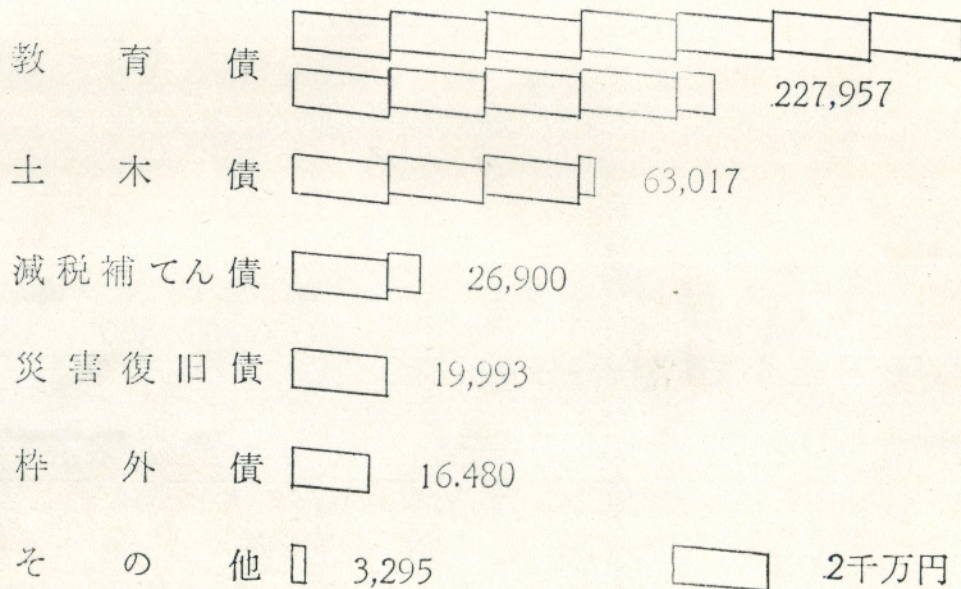 教育債 227,957
土木債 63,017
減税補てん債 26,900
災害復旧債 19,993
枠外債 16.480
その他 3,295 2千万円